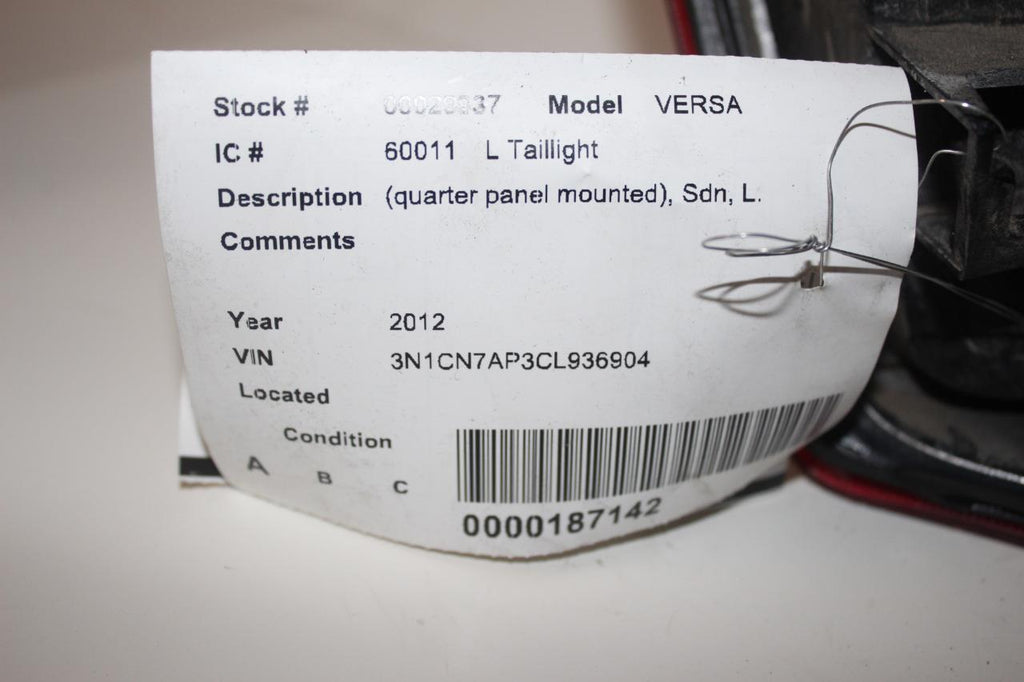 Stock # Model VERSA
IC # 60011 L Taillight
Description (quarter panel mounted), Sdn, L.
Comments
Year 2012
VIN 3N1CN7AP3CL936904
Located
Condition
A B C
0000187142